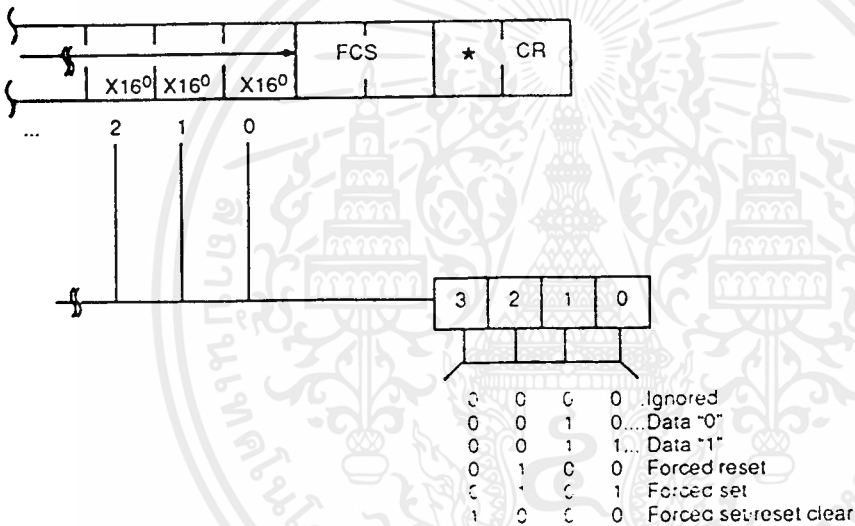 FCS * CR
X16⁰ X16⁰ X16⁰
... 2 1 0
3 2 1 0
0 0 0 0 .Ignored
0 0 1 0....Data "0"
0 0 1 1... Data "1"
0 1 0 0 Forced reset
0 1 0 1 Forced set
1 0 0 0 Forced set/reset clear